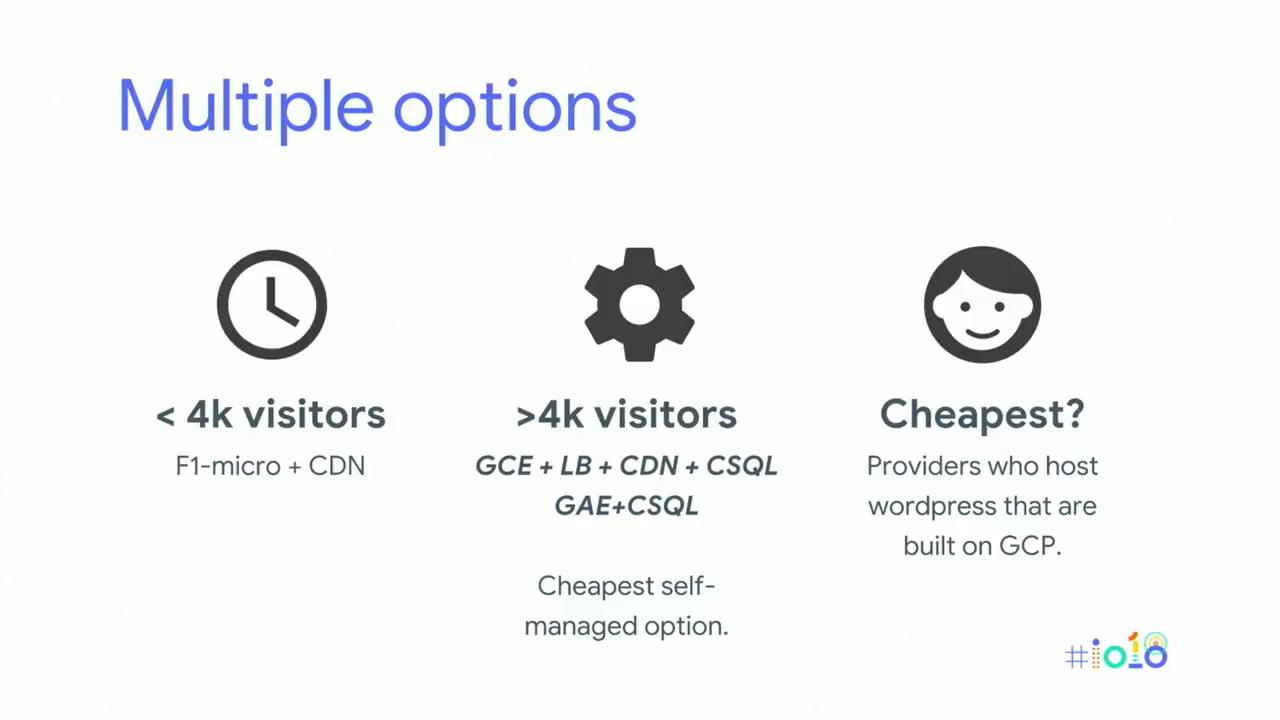 Multiple options
< 4k visitors
F1-micro + CDN
>4k visitors
GCE + LB + CDN + CSQL
GAE+CSQL
Cheapest self-
managed option.
Cheapest?
Providers who host
wordpress that are
built on GCP.
#io18